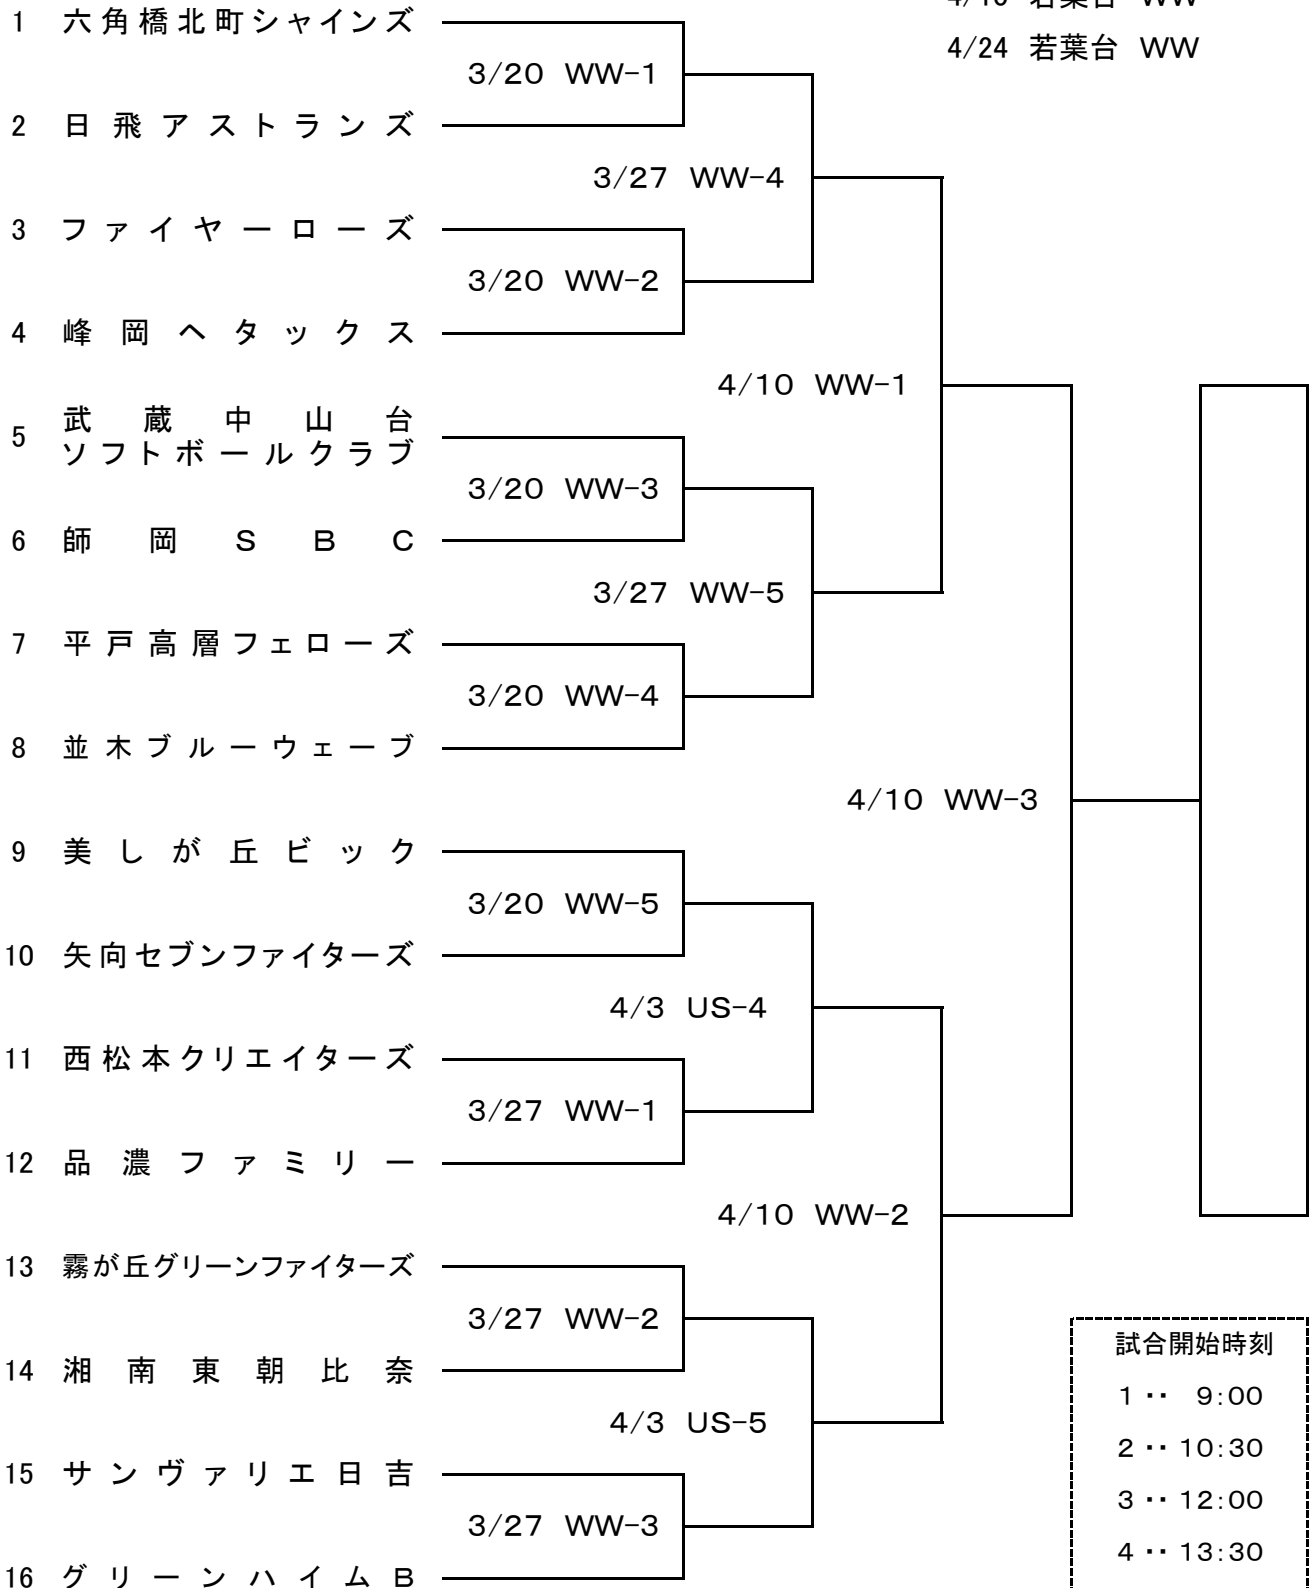 4/10 若葉台 WW
4/24 若葉台 WW
1 六角橋北町シャインズ
3/20 WW-1
2 日飛アストランズ
3/27 WW-4
3 ファイヤーローズ
3/20 WW-2
4 峰岡ヘタックス
4/10 WW-1
5 武蔵中山台
ソフトボールクラブ
3/20 WW-3
6 師岡SBC
3/27 WW-5
7 平戸高層フェローズ
3/20 WW-4
8 並木ブルーウェーブ
4/10 WW-3
9 美しが丘ビック
3/20 WW-5
10 矢向セブンファイターズ
4/3 US-4
11 西松本クリエイターズ
3/27 WW-1
12 品濃ファミリー
4/10 WW-2
13 霧が丘グリーンファイターズ
3/27 WW-2
14 湘南東朝比奈
4/3 US-5
15 サンヴァリエ日吉
3/27 WW-3
16 グリーンハイムB
試合開始時刻
1 ‥ 9:00
2 ‥ 10:30
3 ‥ 12:00
4 ‥ 13:30